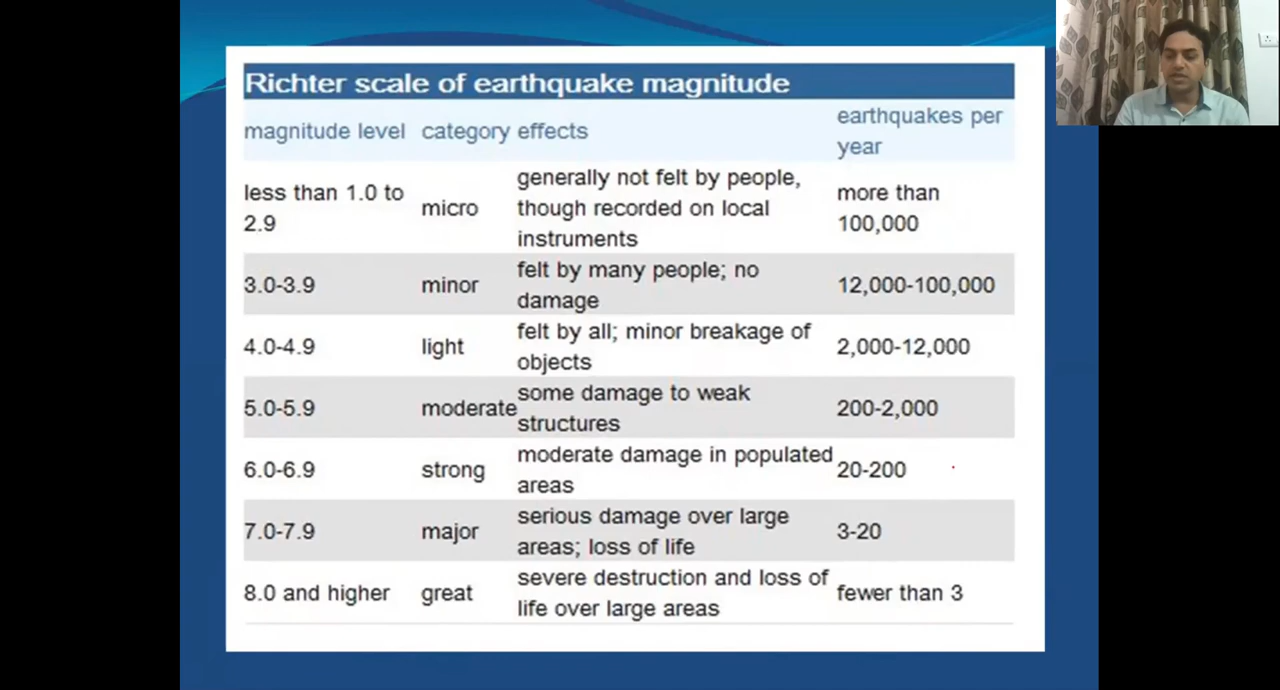 Richter scale of earthquake magnitude
magnitude level category effects earthquakes per
year
less than 1.0 to
2.9
micro
generally not felt by people,
though recorded on local
instruments
more than
100,000
3.0-3.9
minor
felt by many people; no
damage
12,000-100,000
4.0-4.9
light
felt by all; minor breakage of
objects
2,000-12,000
5.0-5.9
moderate
some damage to weak
structures
200-2,000
6.0-6.9
strong
moderate damage in populated
areas
20-200
7.0-7.9
major
serious damage over large
areas; loss of life
3-20
8.0 and higher
great
severe destruction and loss of
life over large areas
fewer than 3